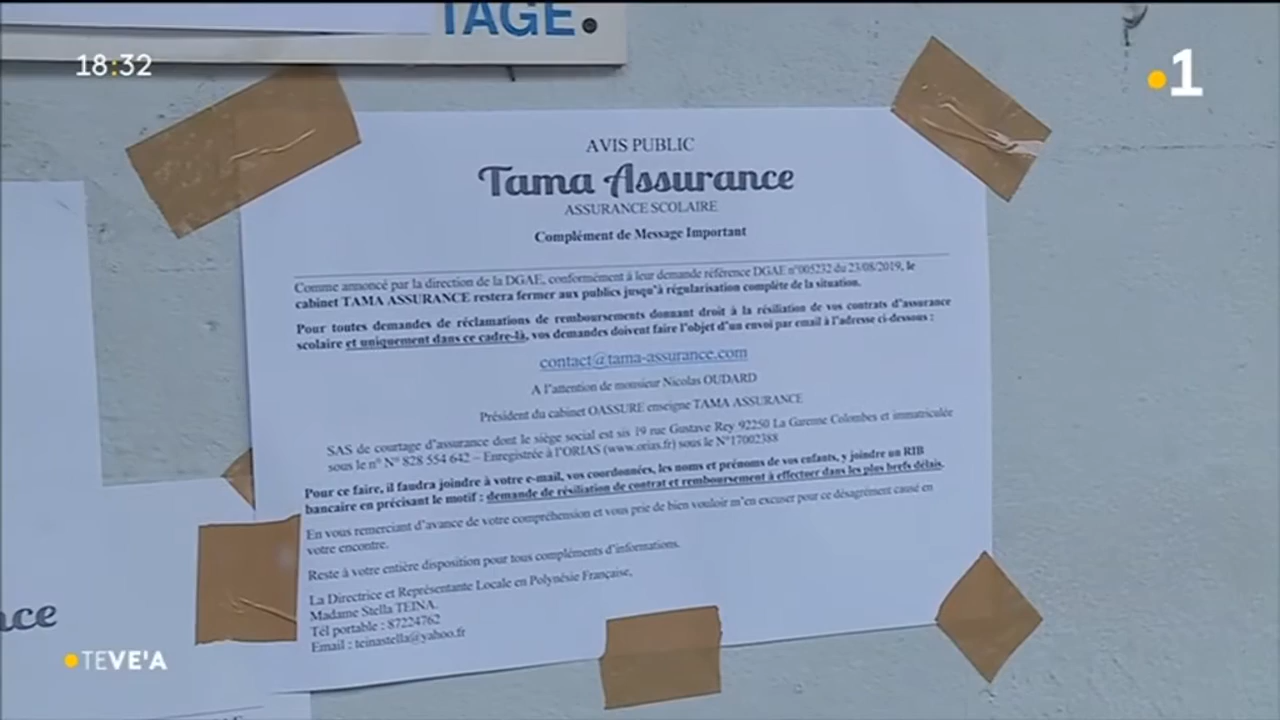 TAGE.
18:32
1
AVIS PUBLIC
Tama Assurance
ASSURANCE SCOLAIRE
Complément de Message Important
Comme annoncé par la direction de la DGAE, conformément à leur demande référence DGAE n°005232 du 23/08/2019, le
cabinet TAMA ASSURANCE restera fermer aux publics jusqu'à régularisation complète de la situation.
Pour toutes demandes de réclamations de remboursements donnant droit à la résiliation de vos contrats d'assurance
scolaire et uniquement dans ce cadre-là, vos demandes doivent faire l'objet d'un envoi par email à l'adresse ci-dessous :
contact@tama-assurance.com
A l'attention de monsieur Nicolas OUDARD
Président du cabinet OASSURE enseigne TAMA ASSURANCE
SAS de courtage d'assurance dont le siège social est sis 19 rue Gustave Rey 92250 La Garenne Colombes et immatriculée
sous le n° N° 828 554 642 – Enregistrée à l'ORIAS (www.orias.fr) sous le N°17002388
Pour ce faire, il faudra joindre à votre e-mail, vos coordonnées, les noms et prénoms de vos enfants, y joindre un RIB
bancaire en précisant le motif : demande de résiliation de contrat et remboursement à effectuer dans les plus brefs délais.
En vous remerciant d'avance de votre compréhension et vous prie de bien vouloir m'en excuser pour ce désagrément causé en
votre encontre.
Reste à votre entière disposition pour tous compléments d'informations.
La Directrice et Représentante Locale en Polynésie Française,
Madame Stella TEINA.
Tél portable : 87224762
Email : teinastella@yahoo.fr
nce
TEVE'A